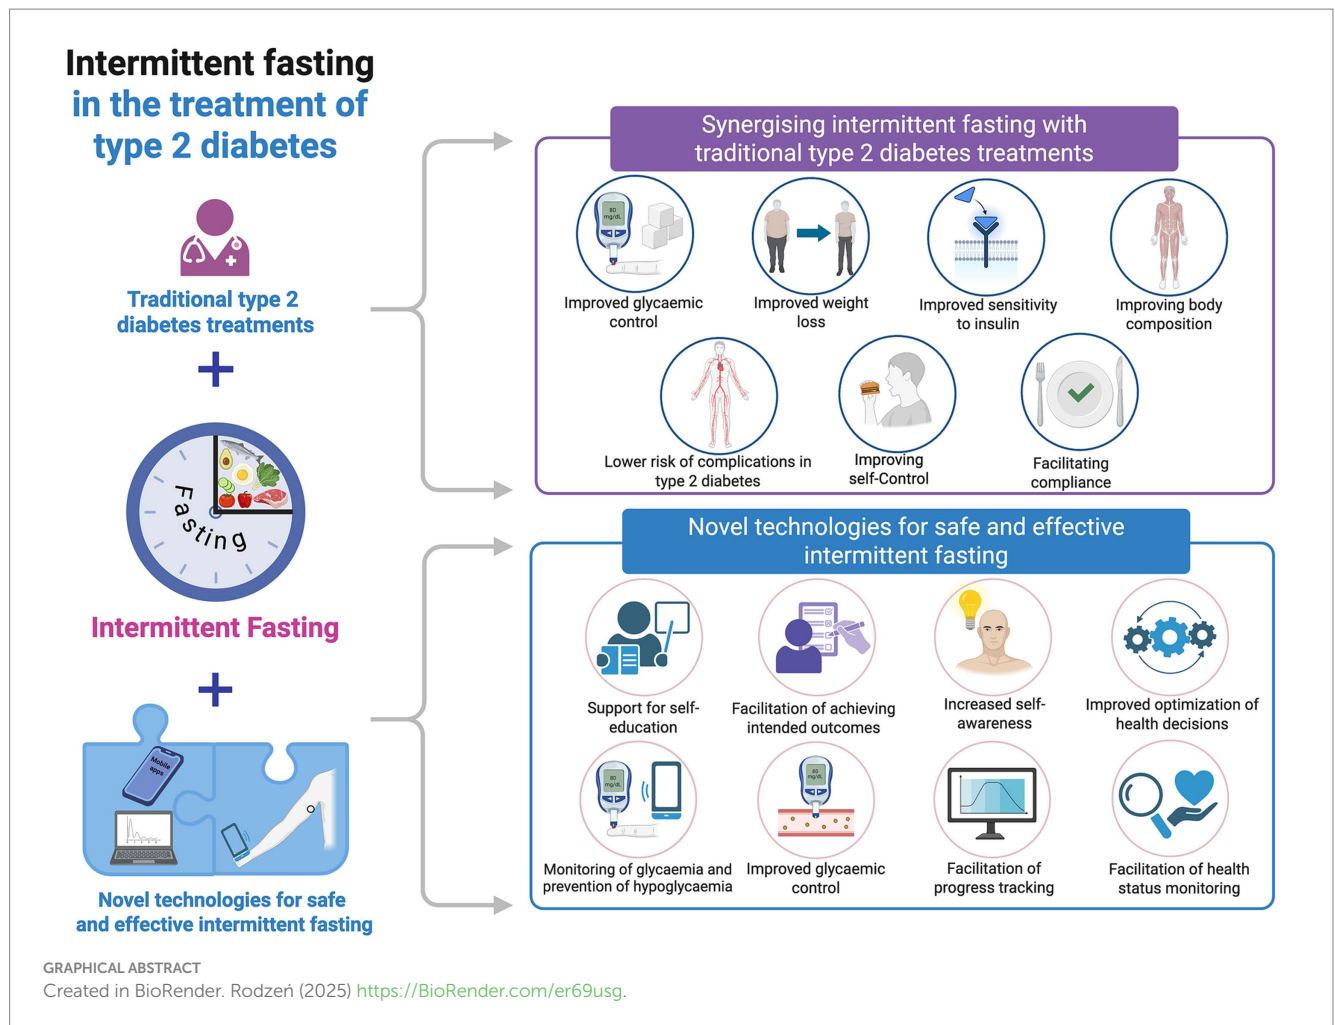 Intermittent fasting
in the treatment of
type 2 diabetes
Traditional type 2
diabetes treatments
+
Fasting
Intermittent Fasting
+
Mobile
apps
Novel technologies for safe
and effective intermittent fasting
Synergising intermittent fasting with
traditional type 2 diabetes treatments
80
mg/dL
Improved glycaemic
control
Improved weight
loss
Improved sensitivity
to insulin
Improving body
composition
Lower risk of complications in
type 2 diabetes
Improving
self-Control
Facilitating
compliance
Novel technologies for safe and effective
intermittent fasting
Support for self-
education
Facilitation of achieving
intended outcomes
Increased self-
awareness
Improved optimization of
health decisions
80
mg/dL
Monitoring of glycaemia and
prevention of hypoglycaemia
80
mg/dL
Improved glycaemic
control
Facilitation of
progress tracking
Facilitation of health
status monitoring
GRAPHICAL ABSTRACT
Created in BioRender. Rodzeń (2025) https://BioRender.com/er69usg.